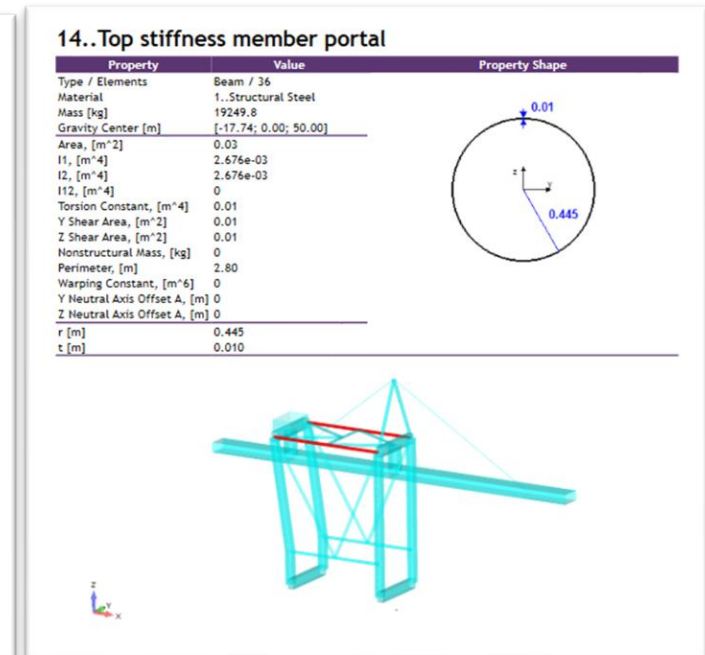 14..Top stiffness member portal
Property Value Property Shape
Type / Elements Beam / 36
Material 1..Structural Steel
Mass [kg] 19249.8
Gravity Center [m] [-17.74; 0.00; 50.00]
Area, [m^2] 0.03
I1, [m^4] 2.676e-03
I2, [m^4] 2.676e-03
I12, [m^4] 0
Torsion Constant, [m^4] 0.01
Y Shear Area, [m^2] 0.01
Z Shear Area, [m^2] 0.01
Nonstructural Mass, [kg] 0
Perimeter, [m] 2.80
Warping Constant, [m^6] 0
Y Neutral Axis Offset A, [m] 0
Z Neutral Axis Offset A, [m] 0
r [m] 0.445
t [m] 0.010
0.01
z
y
0.445
z
Y
X